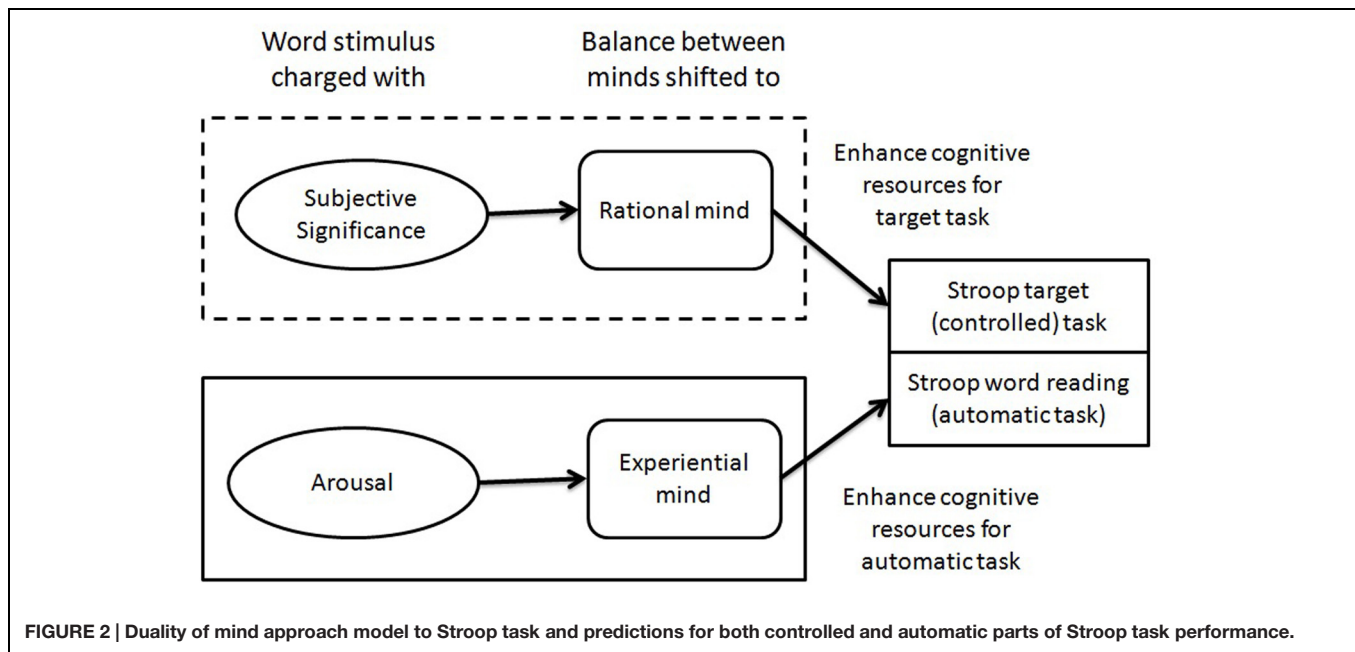 Word stimulus
charged with
Balance between
minds shifted to
Subjective
Significance
Rational mind
Enhance cognitive
resources for
target task
Stroop target
(controlled) task
Stroop word reading
(automatic task)
Arousal
Experiential
mind
Enhance cognitive
resources for
automatic task
FIGURE 2 | Duality of mind approach model to Stroop task and predictions for both controlled and automatic parts of Stroop task performance.